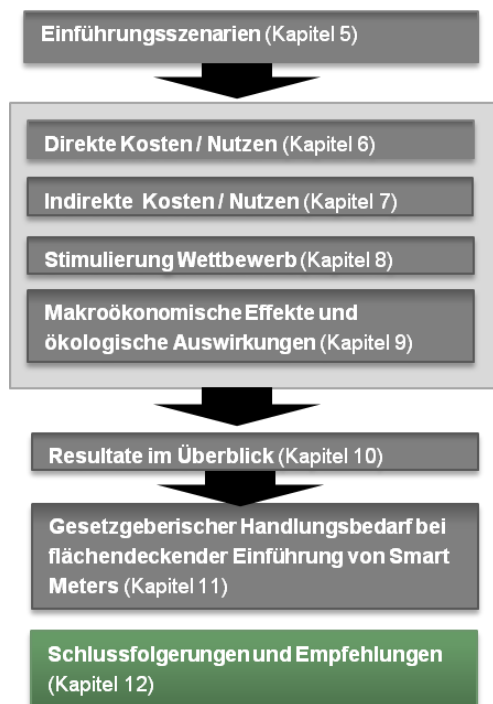 Einführungsszenarien (Kapitel 5)
Direkte Kosten / Nutzen (Kapitel 6)
Indirekte Kosten / Nutzen (Kapitel 7)
Stimulierung Wettbewerb (Kapitel 8)
Makroökonomische Effekte und
ökologische Auswirkungen (Kapitel 9)
Resultate im Überblick (Kapitel 10)
Gesetzgeberischer Handlungsbedarf bei
flächendeckender Einführung von Smart
Meters (Kapitel 11)
Schlussfolgerungen und Empfehlungen
(Kapitel 12)